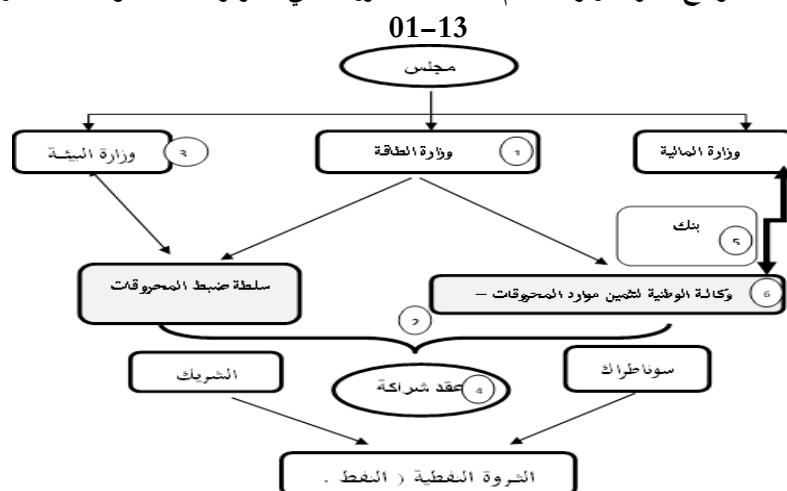 01–13
مجلس
وزارة البيئة 3
وزارة الطاقة 1
وزارة المالية
بنك 5
سلطة ضبط المحروقات
وكالة الوطنية لتثمين موارد المحروقات – 6
2
الشريك
عقد شراكة 4
سوناطراك
الثروة النفطية ( النفط .